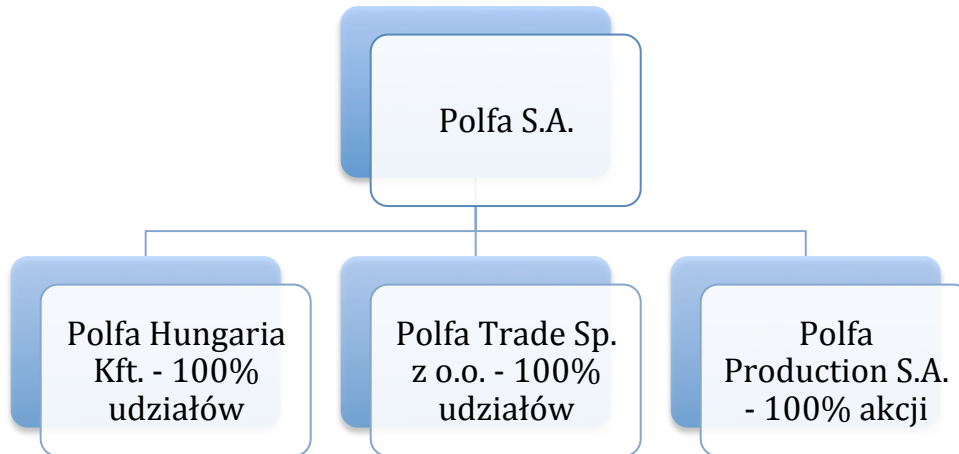 Polfa S.A.
Polfa Hungaria
Kft. - 100%
udziałów
Polfa Trade Sp.
z o.o. - 100%
udziałów
Polfa
Production S.A.
- 100% akcji